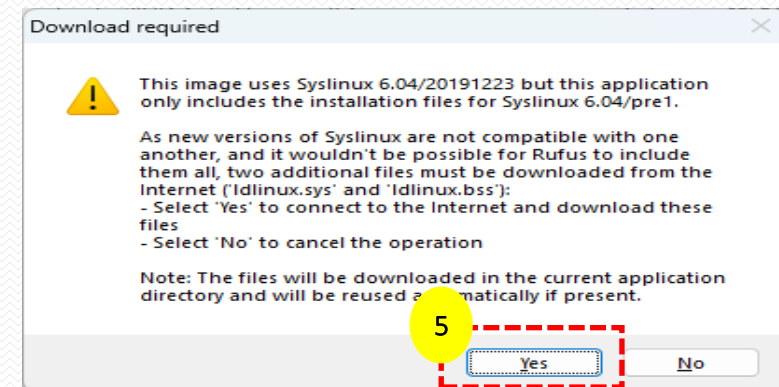 Download required
This image uses Syslinux 6.04/20191223 but this application
only includes the installation files for Syslinux 6.04/pre1.
As new versions of Syslinux are not compatible with one
another, and it wouldn't be possible for Rufus to include
them all, two additional files must be downloaded from the
Internet ('ldlinux.sys' and 'ldlinux.bss'):
- Select 'Yes' to connect to the Internet and download these
files
- Select 'No' to cancel the operation
Note: The files will be downloaded in the current application
directory and will be reused a matically if present.
5
Yes
No